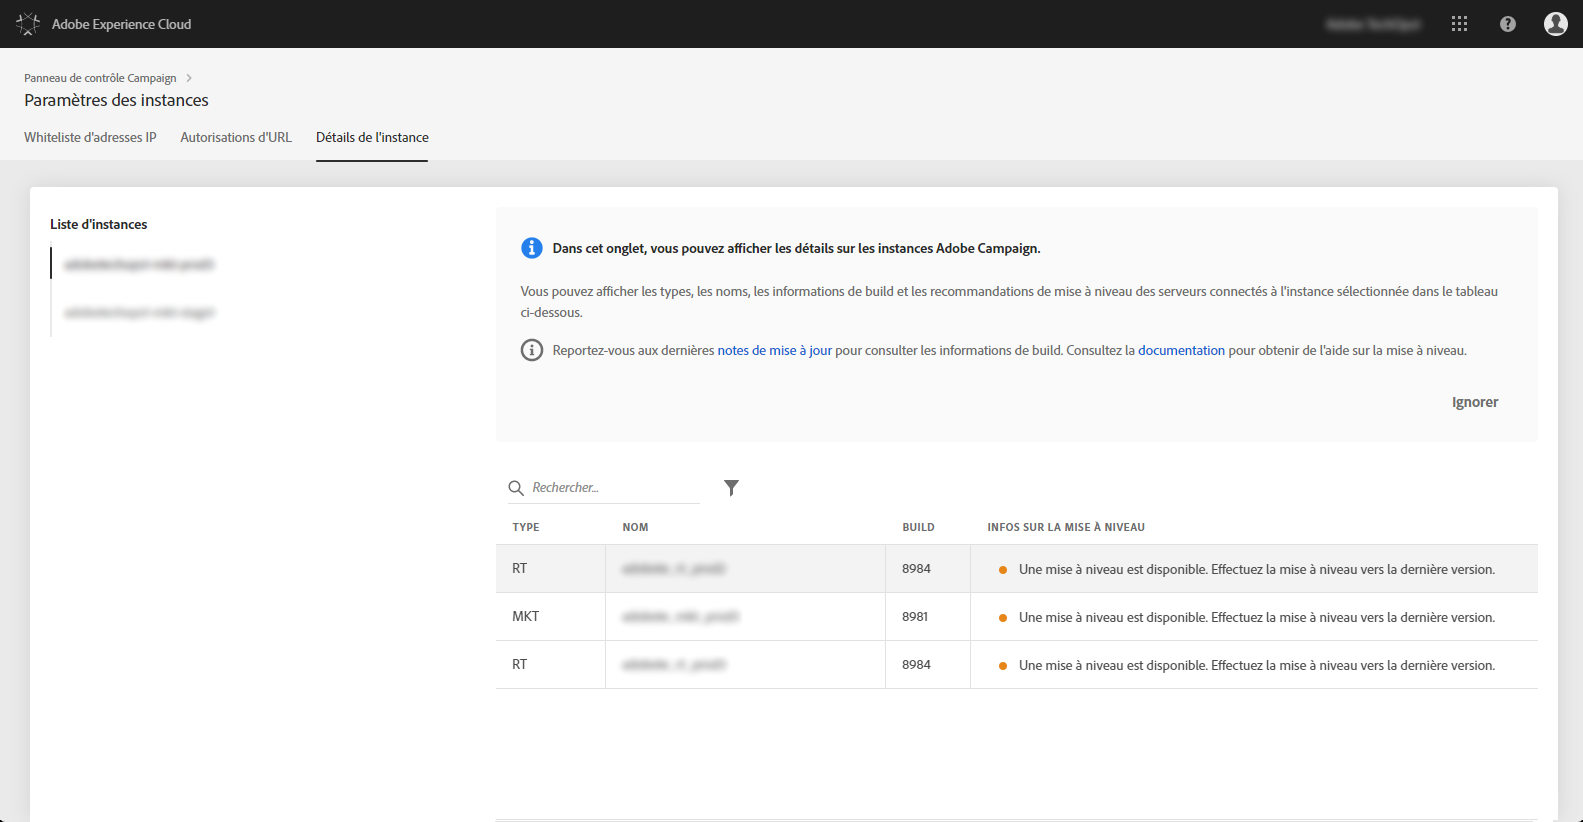 Adobe Experience Cloud
Panneau de contrôle Campaign
Paramètres des instances
Whiteliste d'adresses IP Autorisations d'URL Détails de l'instance
Liste d'instances
Dans cet onglet, vous pouvez afficher les détails sur les instances Adobe Campaign.
Vous pouvez afficher les types, les noms, les informations de build et les recommandations de mise à niveau des serveurs connectés à l'instance sélectionnée dans le tableau
ci-dessous.
Reportez-vous aux dernières notes de mise à jour pour consulter les informations de build. Consultez la documentation pour obtenir de l'aide sur la mise à niveau.
Ignorer
Rechercher...
TYPE NOM BUILD INFOS SUR LA MISE À NIVEAU
RT 8984 Une mise à niveau est disponible. Effectuez la mise à niveau vers la dernière version.
MKT 8981 Une mise à niveau est disponible. Effectuez la mise à niveau vers la dernière version.
RT 8984 Une mise à niveau est disponible. Effectuez la mise à niveau vers la dernière version.